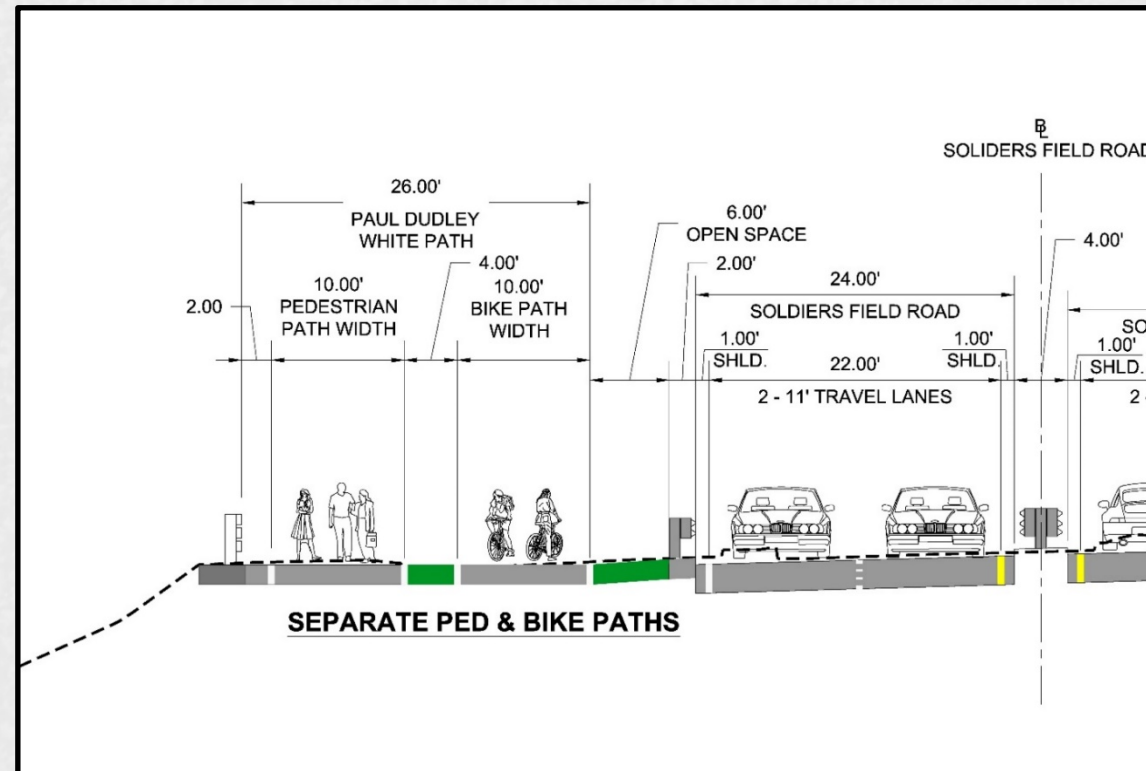 ℄
SOLIDERS FIELD ROAD
26.00'
PAUL DUDLEY
WHITE PATH
6.00'
OPEN SPACE
4.00'
2.00'
4.00'
2.00
10.00'
PEDESTRIAN
PATH WIDTH
10.00'
BIKE PATH
WIDTH
24.00'
SOLDIERS FIELD ROAD
1.00'
SHLD.
22.00'
2 - 11' TRAVEL LANES
1.00'
SHLD.
SO
1.00'
SHLD.
2
SEPARATE PED & BIKE PATHS